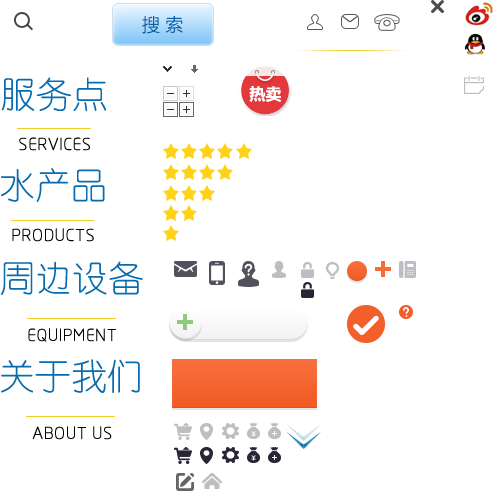 搜 索
热卖
服务点
SERVICES
水产品
PRODUCTS
周边设备
EQUIPMENT
关于我们
ABOUT US